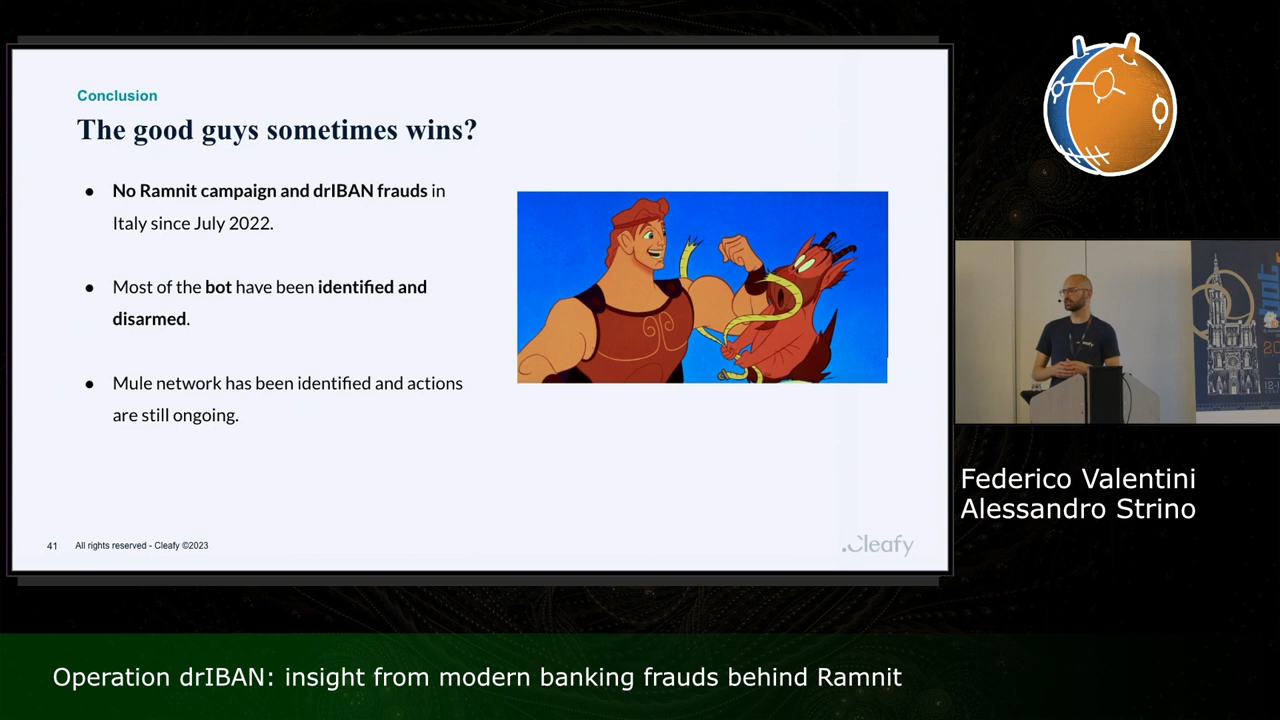 Conclusion
The good guys sometimes wins?
● No Ramnit campaign and drIBAN frauds in
Italy since July 2022.
● Most of the bot have been identified and
disarmed.
● Mule network has been identified and actions
are still ongoing.
41 All rights reserved - Cleafy ©2023
.Cleafy
Federico Valentini
Alessandro Strino
Operation drIBAN: insight from modern banking frauds behind Ramnit